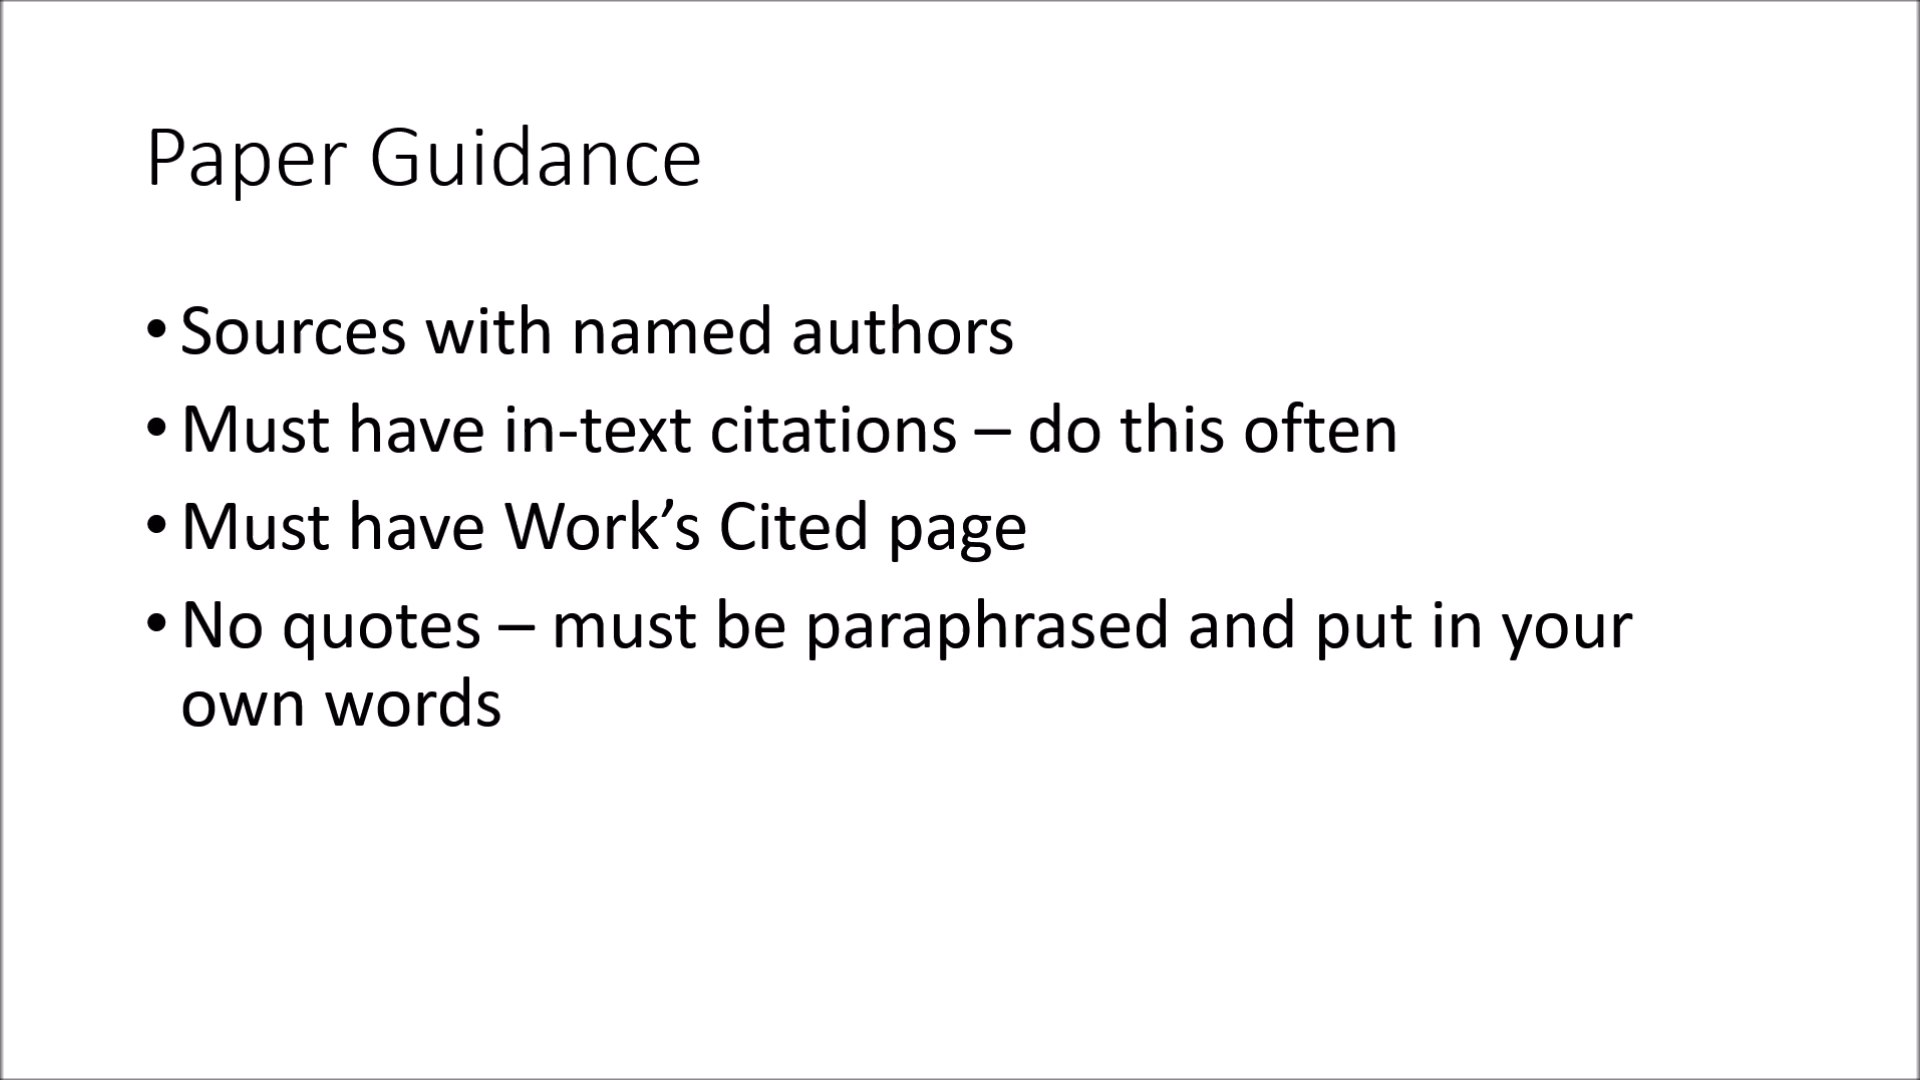 Paper Guidance
• Sources with named authors
• Must have in-text citations – do this often
• Must have Work’s Cited page
• No quotes – must be paraphrased and put in your
own words